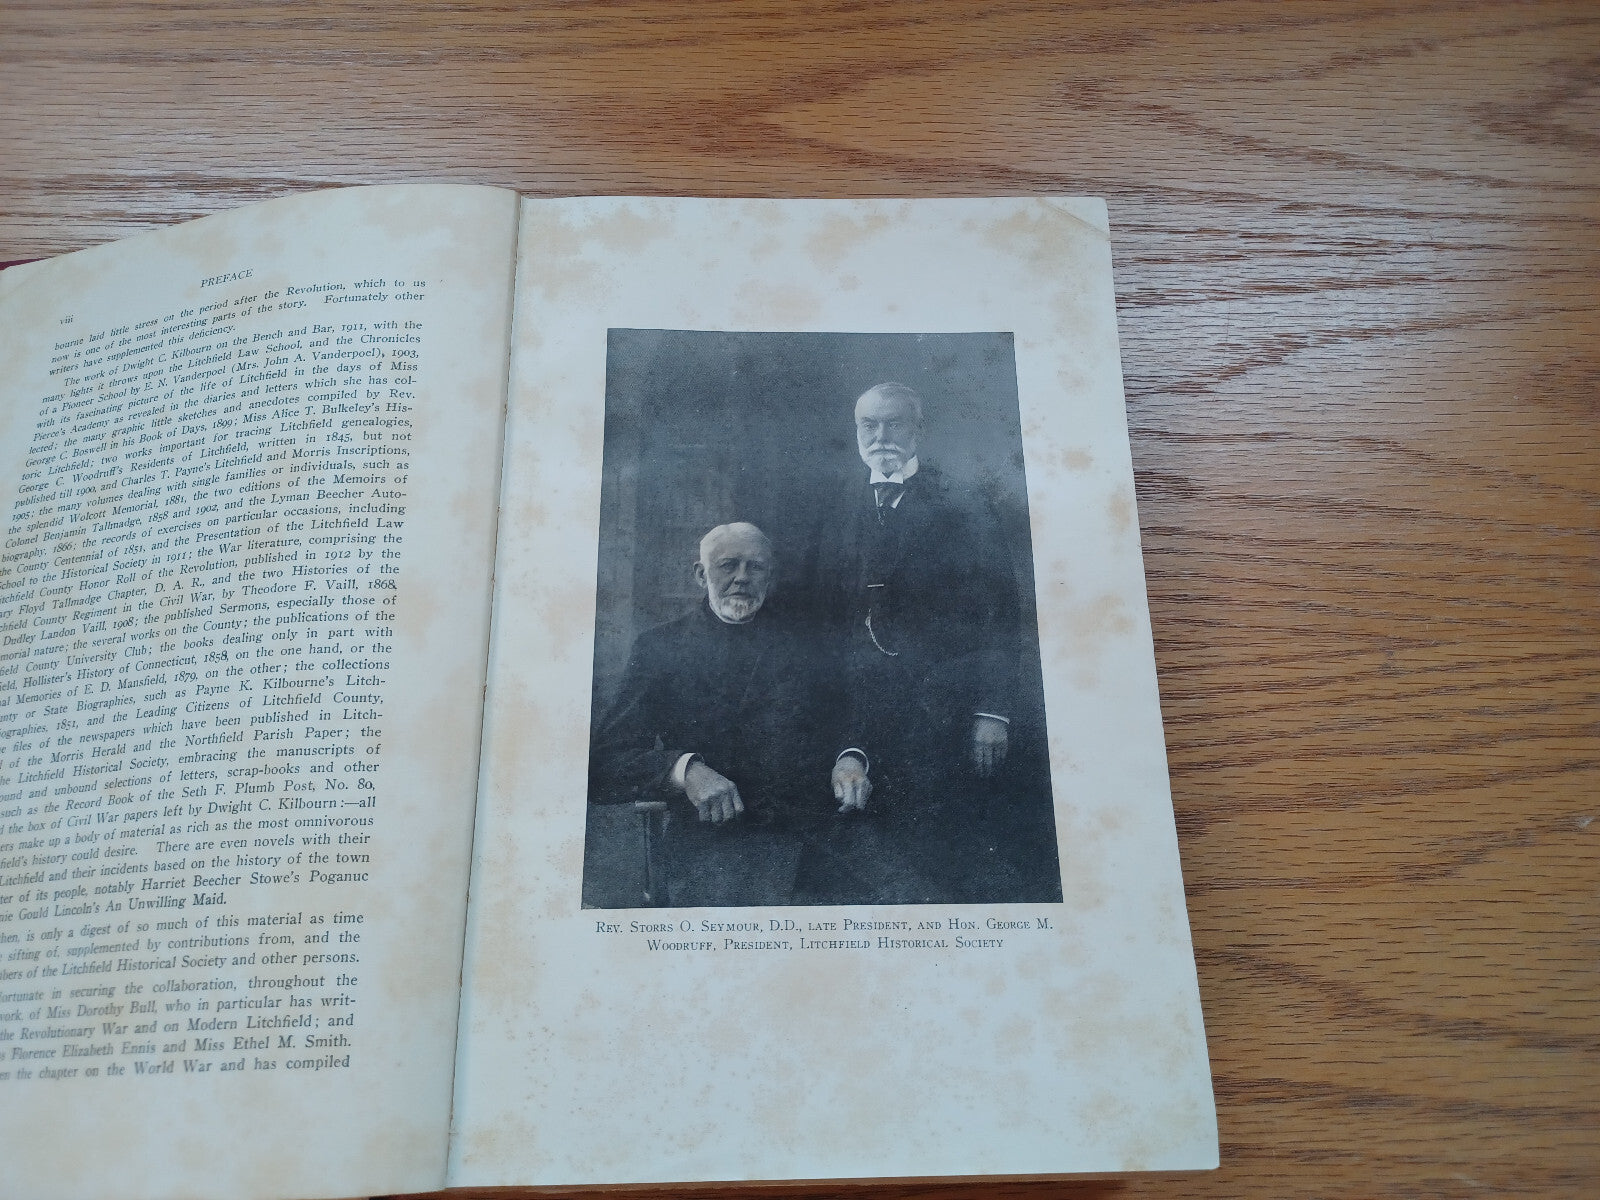 PREFACE
viii
bourne laid little stress on the period after the Revolution, which to us
now is one of the most interesting parts of the story. Fortunately other
writers have supplemented this deficiency.
The work of Dwight C. Kilbourn on the Bench and Bar, 1911, with the
many lights it throws upon the Litchfield Law School, and the Chronicles
of a Pioneer School by E. N. Vanderpoel (Mrs. John A. Vanderpoel), 1903,
with its fascinating picture of the life of Litchfield in the days of Miss
Pierce's Academy as revealed in the diaries and letters which she has col-
lected; the many graphic little sketches and anecdotes compiled by Rev.
George C. Boswell in his Book of Days, 1899; Miss Alice T. Bulkeley's His-
toric Litchfield; two works important for tracing Litchfield genealogies,
George C. Woodruff's Residents of Litchfield, written in 1845, but not
published till 1900, and Charles T. Payne's Litchfield and Morris Inscriptions,
1905; the many volumes dealing with single families or individuals, such as
the splendid Wolcott Memorial, 1881, the two editions of the Memoirs of
Colonel Benjamin Tallmadge, 1858 and 1902, and the Lyman Beecher Auto-
biography, 1866; the records of exercises on particular occasions, including
the County Centennial of 1851, and the Presentation of the Litchfield Law
School to the Historical Society in 1911; the War literature, comprising the
itchfield County Honor Roll of the Revolution, published in 1912 by the
ary Floyd Tallmadge Chapter, D. A. R., and the two Histories of the
chfield County Regiment in the Civil War, by Theodore F. Vaill, 1868,
Dudley Landon Vaill, 1908; the published Sermons, especially those of
morial nature; the several works on the County; the publications of the
field County University Club; the books dealing only in part with
field, Hollister's History of Connecticut, 1858, on the one hand, or the
al Memories of E. D. Mansfield, 1879, on the other; the collections
unty or State Biographies, such as Payne K. Kilbourne's Litch-
iographies, 1851, and the Leading Citizens of Litchfield County,
e files of the newspapers which have been published in Litch-
d of the Morris Herald and the Northfield Parish Paper; the
he Litchfield Historical Society, embracing the manuscripts of
ound and unbound selections of letters, scrap-books and other
such as the Record Book of the Seth F. Plumb Post, No. 80,
d the box of Civil War papers left by Dwight C. Kilbourn:—all
ers make up a body of material as rich as the most omnivorous
field's history could desire. There are even novels with their
Litchfield and their incidents based on the history of the town
ter of its people, notably Harriet Beecher Stowe's Poganuc
nie Gould Lincoln's An Unwilling Maid.
then, is only a digest of so much of this material as time
sifting of, supplemented by contributions from, and the
bers of the Litchfield Historical Society and other persons.
fortunate in securing the collaboration, throughout the
work, of Miss Dorothy Bull, who in particular has writ-
the Revolutionary War and on Modern Litchfield; and
s Florence Elizabeth Ennis and Miss Ethel M. Smith.
en the chapter on the World War and has compiled
REV. STORRS O. SEYMOUR, D.D., LATE PRESIDENT, AND HON. GEORGE M.
WOODRUFF, PRESIDENT, LITCHFIELD HISTORICAL SOCIETY